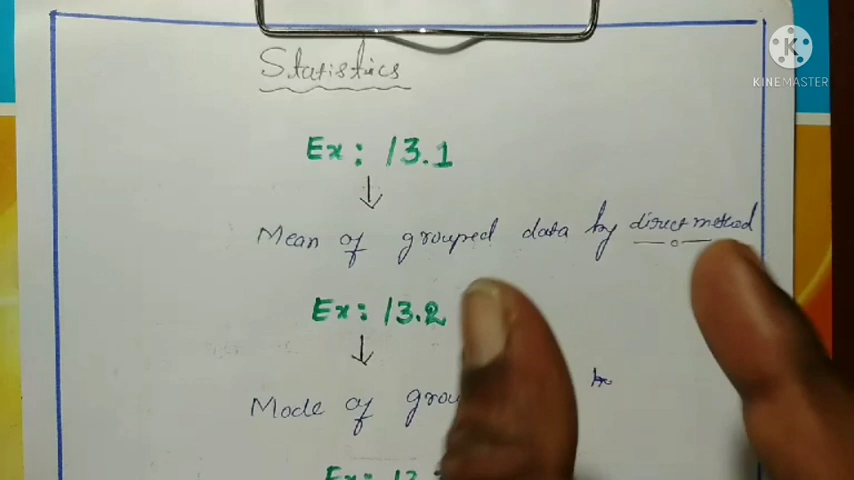 K
KINEMASTER
Statistics
Ex: 13.1
Mean of grouped data by direct method
Ex: 13.2
Mode of